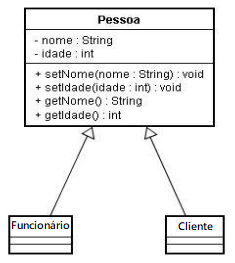 Pessoa
- nome : String
- idade : int
+ setNome(nome : String) : void
+ setIdade(idade : int) : void
+ getNome() : String
+ getIdade() : int
Funcionário
Cliente